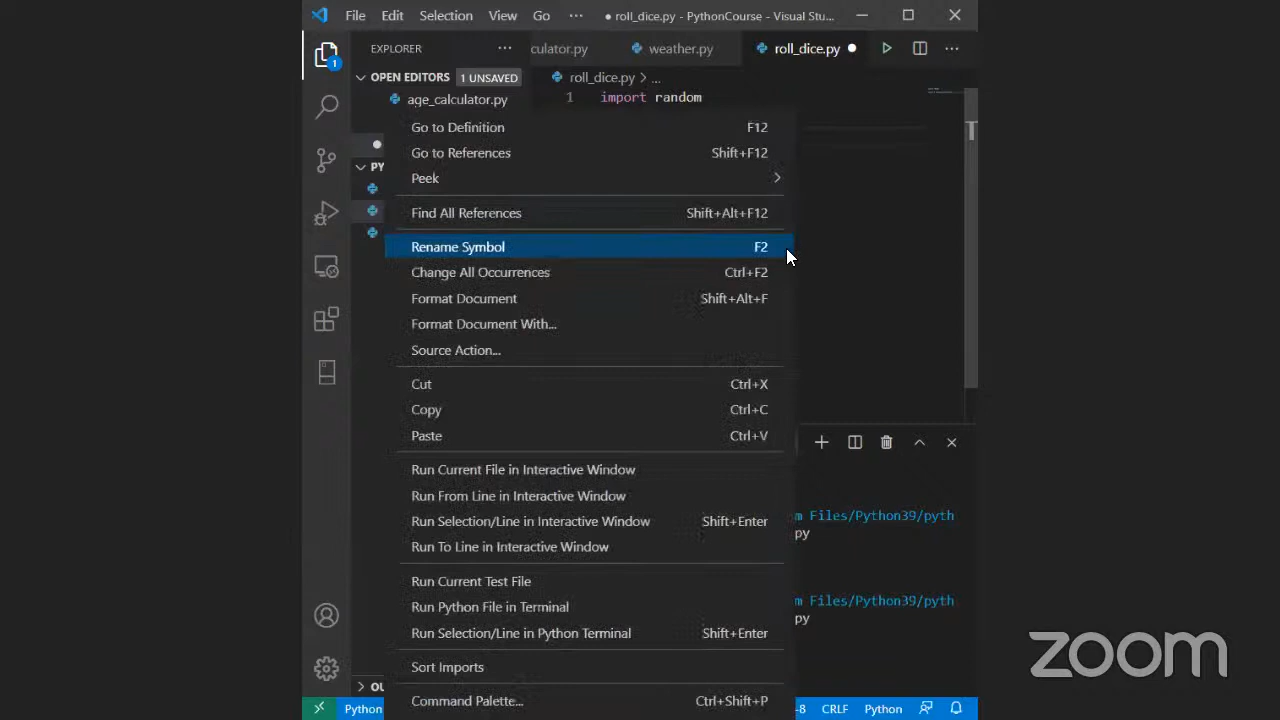 File Edit Selection View Go ··· ● roll_dice.py - PythonCourse - Visual Stu...
EXPLORER ··· culator.py weather.py roll_dice.py
OPEN EDITORS 1 UNSAVED
roll_dice.py > ...
age_calculator.py
1 import random
PY
Go to Definition F12
Go to References Shift+F12
Peek
Find All References Shift+Alt+F12
Rename Symbol F2
Change All Occurrences Ctrl+F2
Format Document Shift+Alt+F
Format Document With...
Source Action...
Cut Ctrl+X
Copy Ctrl+C
Paste Ctrl+V
Run Current File in Interactive Window
Run From Line in Interactive Window
Run Selection/Line in Interactive Window Shift+Enter
Run To Line in Interactive Window
Run Current Test File
Run Python File in Terminal
Run Selection/Line in Python Terminal Shift+Enter
Sort Imports
Command Palette... Ctrl+Shift+P
m Files/Python39/pyth
py
m Files/Python39/pyth
py
OU
1
Python -8 CRLF Python
zoom